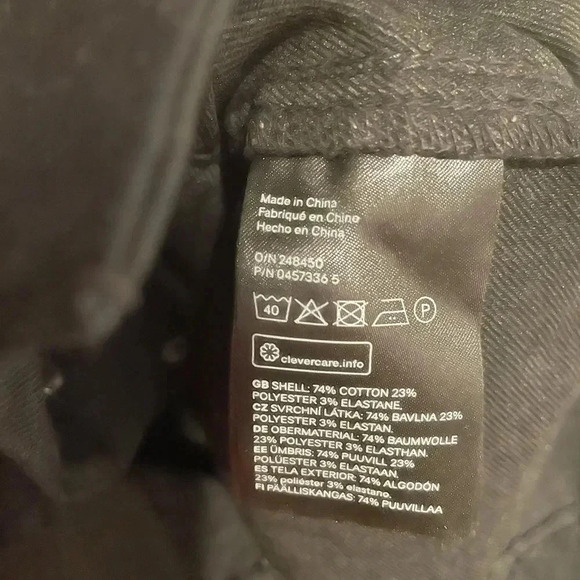 Made in China
Fabriqué en Chine
Hecho en China
O/N 248450
P/N 0457336 5
40 P
clevercare.info
GB SHELL: 74% COTTON 23%
POLYESTER 3% ELASTANE.
CZ SVRCHNÍ LÁTKA: 74% BAVLNA 23%
POLYESTER 3% ELASTAN.
DE OBERMATERIAL: 74% BAUMWOLLE
23% POLYESTER 3% ELASTHAN.
EE ÜMBRIS: 74% PUUVILL 23%
POLÜESTER 3% ELASTAAN.
ES TELA EXTERIOR: 74% ALGODÓN
23% poliéster 3% elastano.
FI PÄÄLLISKANGAS: 74% PUUVILLAA